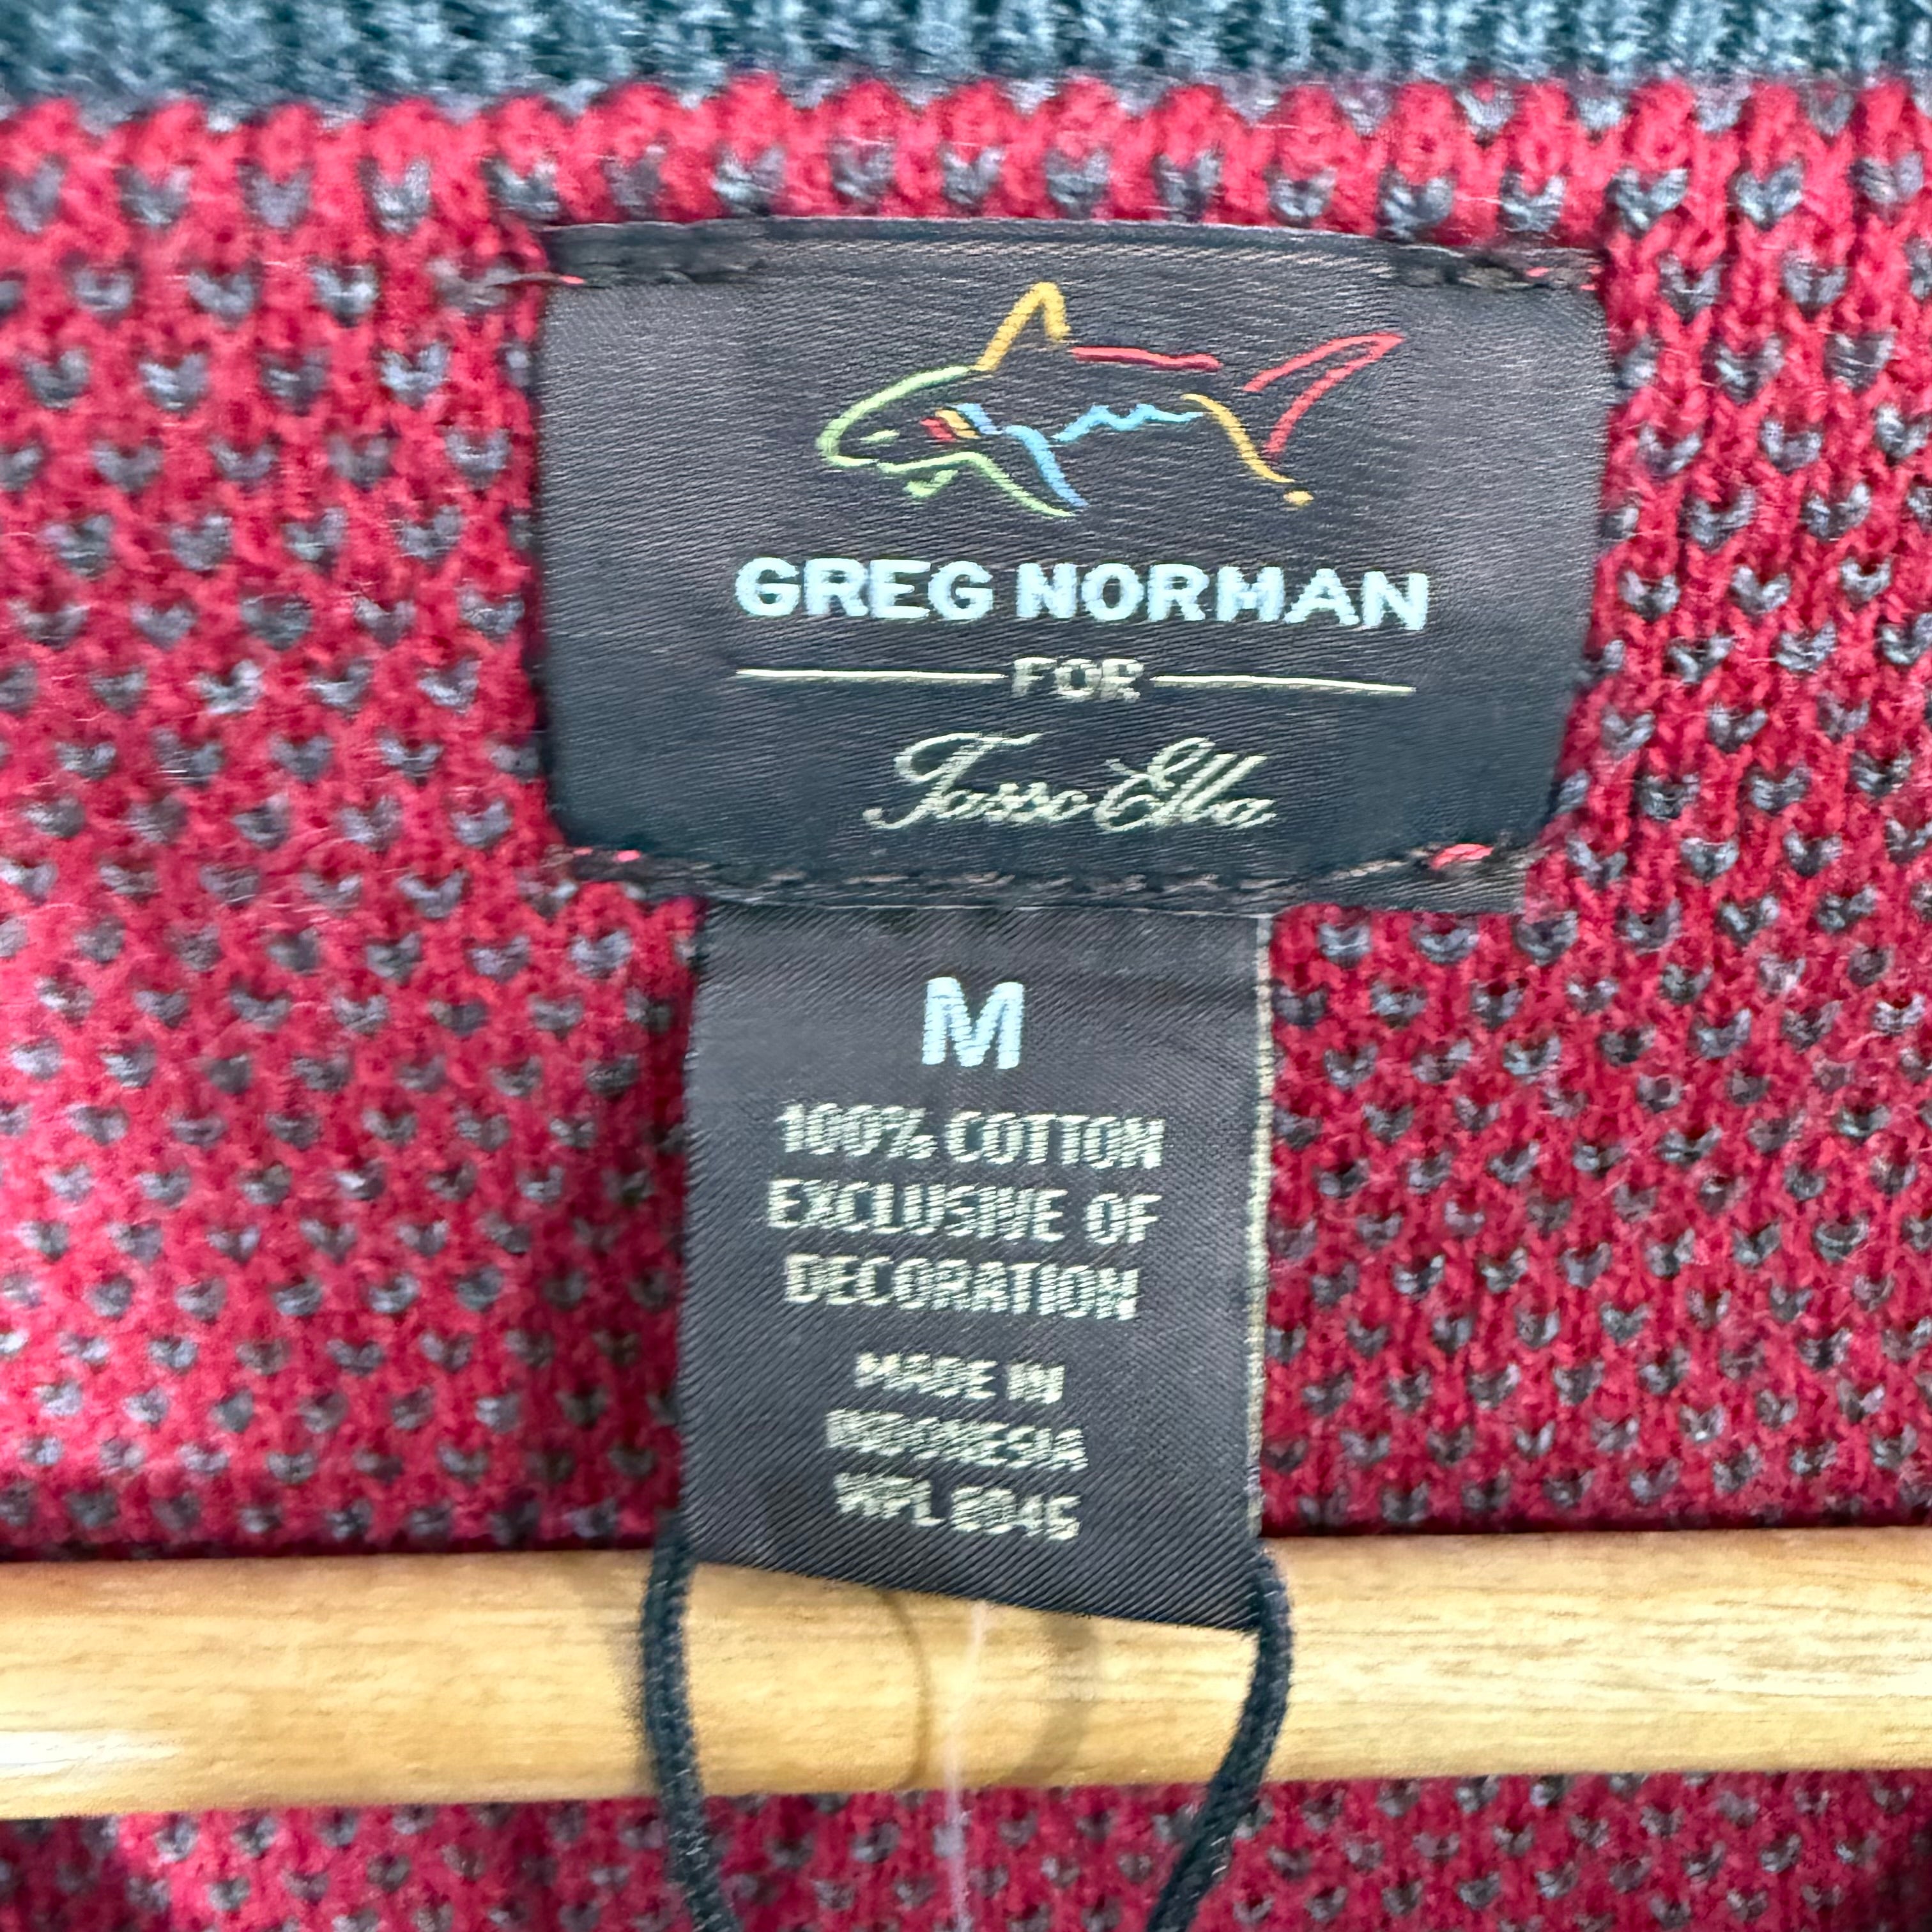 GREG NORMAN
FOR
Tasso Elba
M
100% COTTON
EXCLUSIVE OF
DECORATION
MADE IN
INDONESIA
WPL 8045